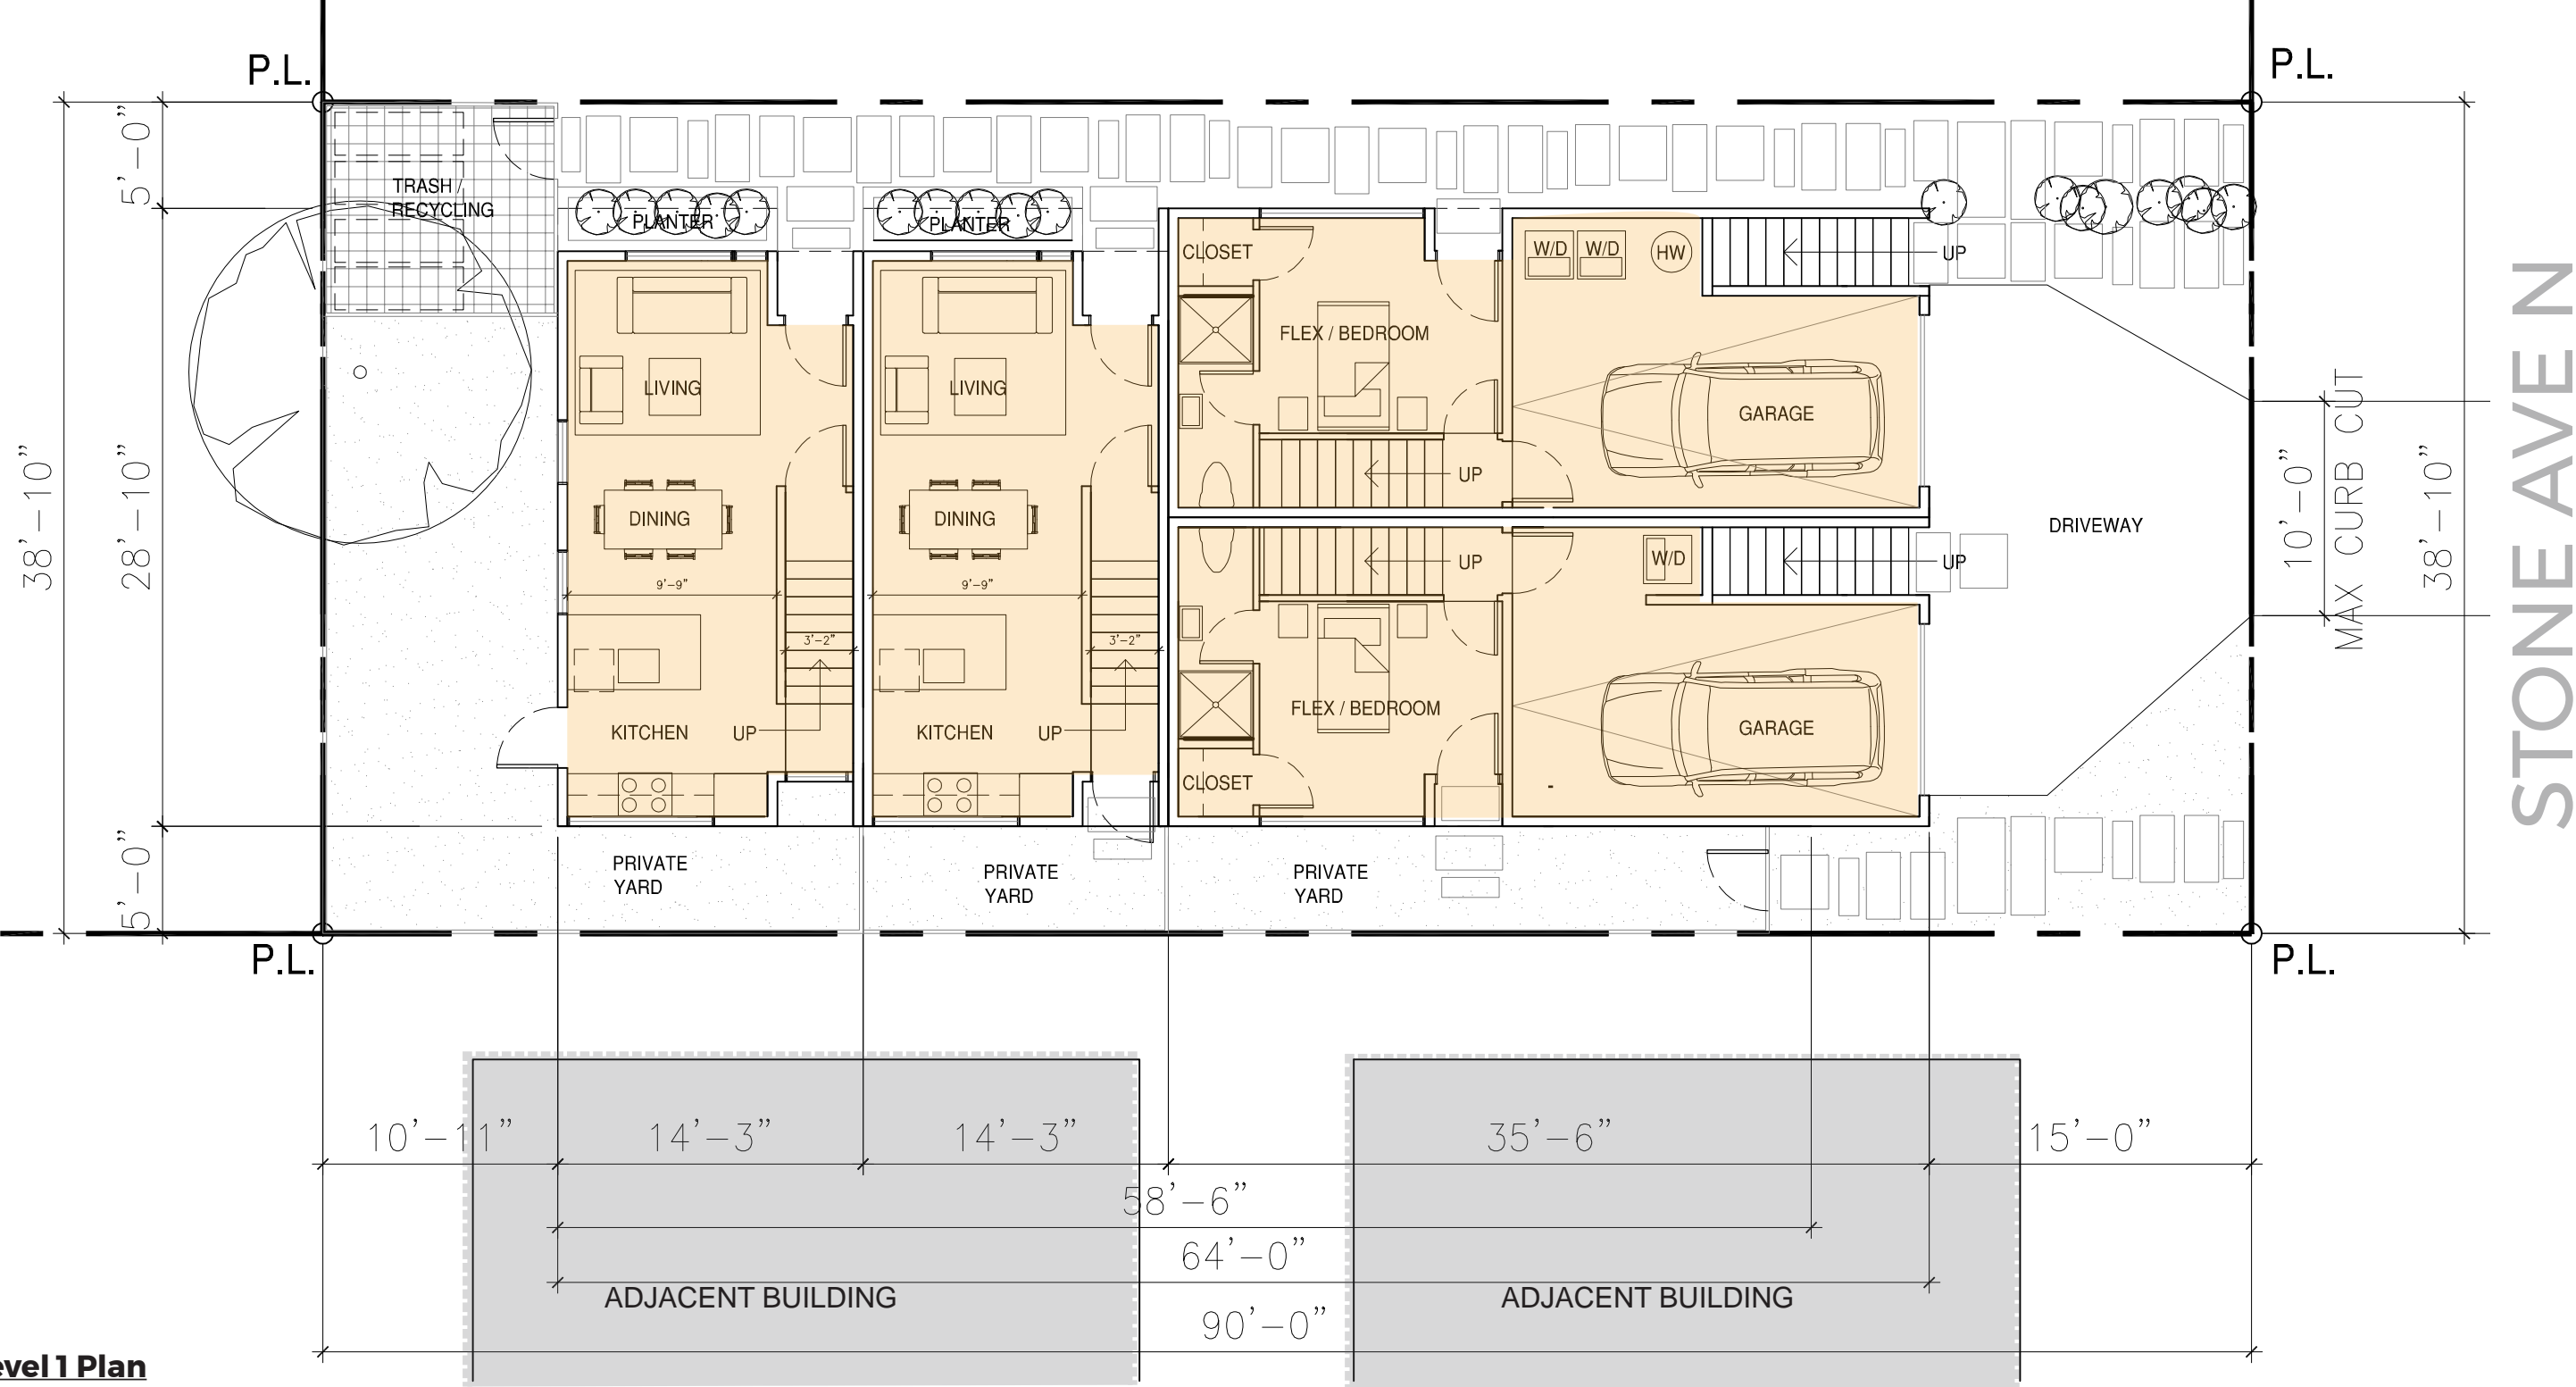 P.L.
P.L.
5'-0"
38'-10"
28'-10"
5'-0"
TRASH /
RECYCLING
PLANTER
PLANTER
CLOSET
W/D
W/D
HW
UP
FLEX / BEDROOM
LIVING
LIVING
GARAGE
UP
DINING
DINING
DRIVEWAY
9'-9"
9'-9"
UP
W/D
UP
3'-2"
3'-2"
FLEX / BEDROOM
KITCHEN
UP
KITCHEN
UP
GARAGE
CLOSET
10'-0"
MAX CURB CUT
38'-10"
STONE AVE N
PRIVATE
YARD
PRIVATE
YARD
PRIVATE
YARD
P.L.
P.L.
10'-11"
14'-3"
14'-3"
35'-6"
15'-0"
58'-6"
64'-0"
ADJACENT BUILDING
ADJACENT BUILDING
90'-0"
evel 1 Plan